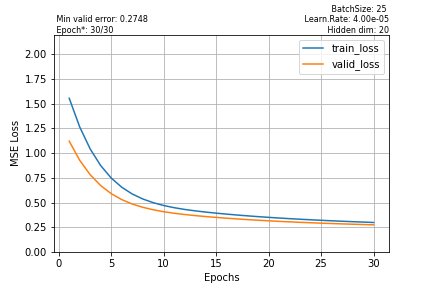 BatchSize: 25
Min valid error: 0.2748
Learn.Rate: 4.00e-05
Epoch*: 30/30
Hidden dim: 20
train_loss
valid_loss
2.00
1.75
1.50
1.25
1.00
0.75
0.50
0.25
0.00
MSE Loss
0 5 10 15 20 25 30
Epochs